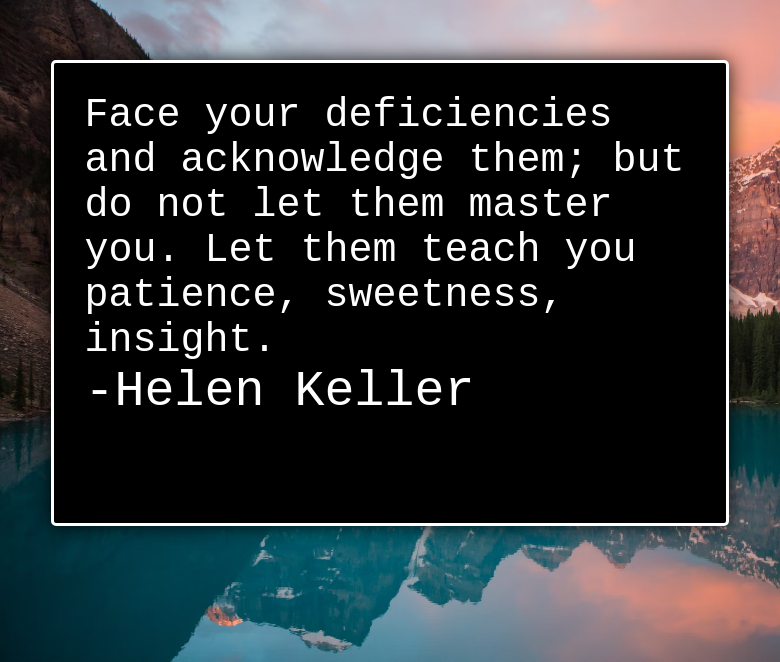 Face your deficiencies
and acknowledge them; but
do not let them master
you. Let them teach you
patience, sweetness,
insight.
-Helen Keller